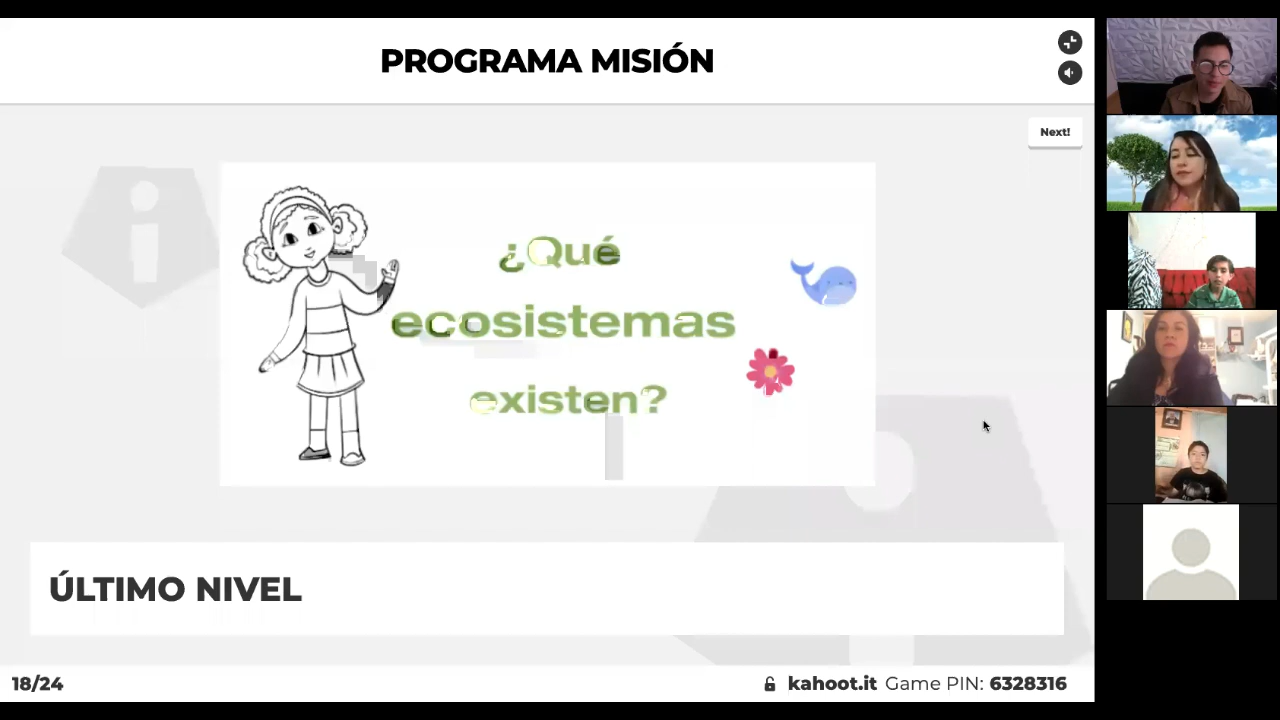 PROGRAMA MISIÓN
Next!
¿Qué
ecosistemas
existen?
ÚLTIMO NIVEL
18/24
kahoot.it Game PIN: 6328316